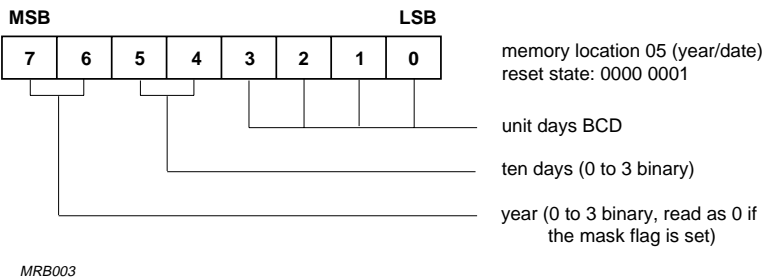 MSB LSB
7 6 5 4 3 2 1 0
memory location 05 (year/date)
reset state: 0000 0001
unit days BCD
ten days (0 to 3 binary)
year (0 to 3 binary, read as 0 if
the mask flag is set)
MRB003